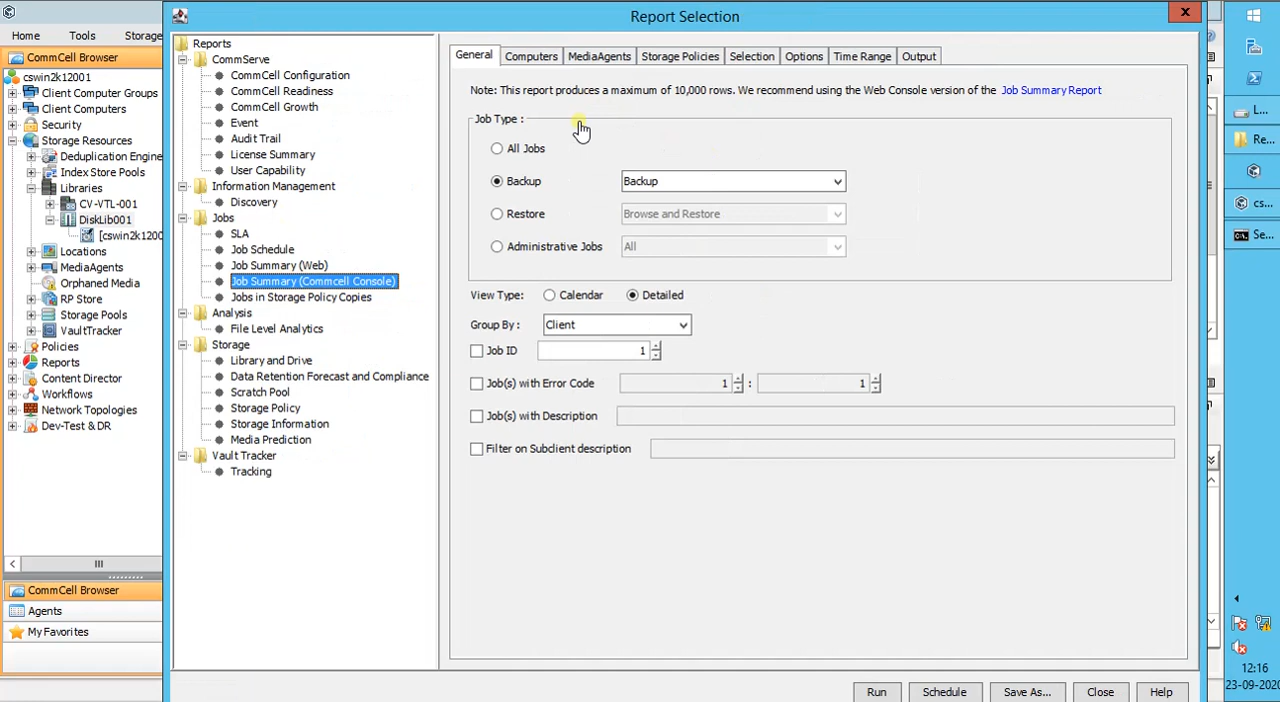 Report Selection
X
Home Tools Storage
CommCell Browser
cswin2k12001
Client Computer Groups
Client Computers
Security
Storage Resources
Deduplication Engine
Index Store Pools
Libraries
CV-VTL-001
DiskLib001
[cswin2k1200
Locations
MediaAgents
Orphaned Media
RP Store
Storage Pools
VaultTracker
Policies
Reports
Content Director
Workflows
Network Topologies
Dev-Test & DR
CommCell Browser
Agents
My Favorites
Reports
CommServe
CommCell Configuration
CommCell Readiness
CommCell Growth
Event
Audit Trail
License Summary
User Capability
Information Management
Discovery
Jobs
SLA
Job Schedule
Job Summary (Web)
Job Summary (Commcell Console)
Jobs in Storage Policy Copies
Analysis
File Level Analytics
Storage
Library and Drive
Data Retention Forecast and Compliance
Scratch Pool
Storage Policy
Storage Information
Media Prediction
Vault Tracker
Tracking
General Computers MediaAgents Storage Policies Selection Options Time Range Output
Note: This report produces a maximum of 10,000 rows. We recommend using the Web Console version of the Job Summary Report
Job Type :
All Jobs
Backup Backup
Restore Browse and Restore
Administrative Jobs All
View Type: Calendar Detailed
Group By : Client
Job ID 1
Job(s) with Error Code 1 : 1
Job(s) with Description
Filter on Subclient description
Run Schedule Save As... Close Help
L...
Re...
cs...
Se...
12:16
23-09-2020